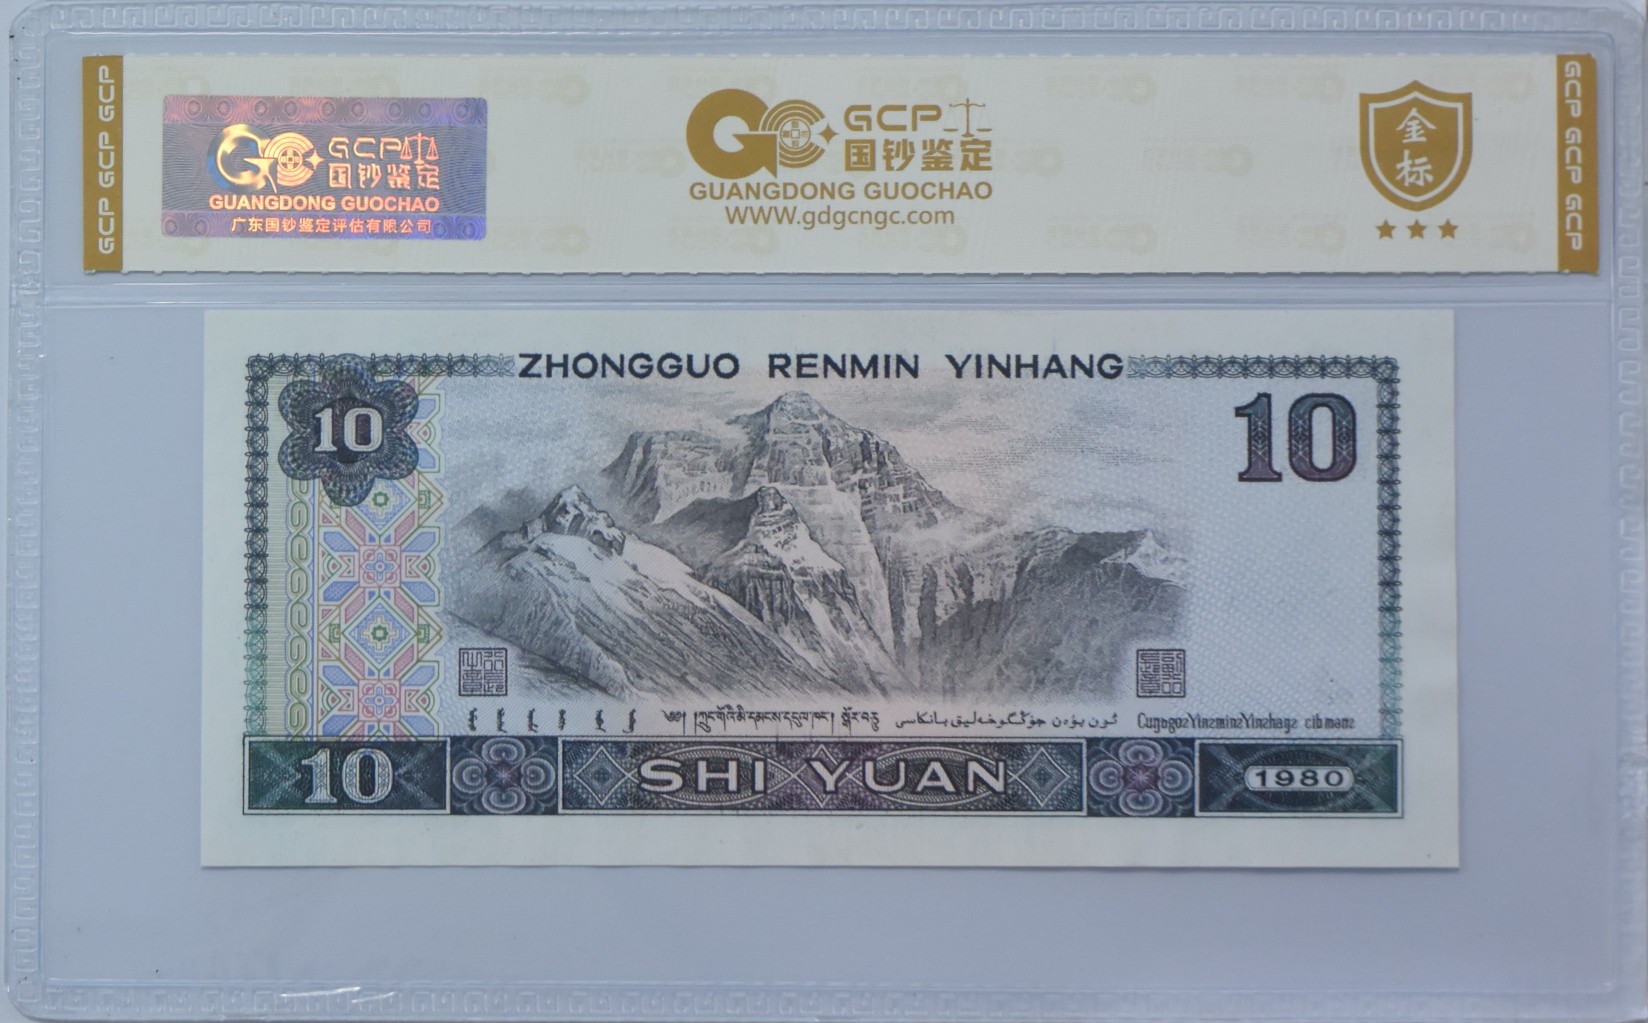 GCP GCP GCP
GCP
国钞鉴定
GUANGDONG GUOCHAO
广东国钞鉴定评估有限公司
GCP
国钞鉴定
GUANGDONG GUOCHAO
WWW.gdgcngc.com
金标
GCP GCP GCP
ZHONGGUO RENMIN YINHANG
10
10
10
SHI YUAN
1980